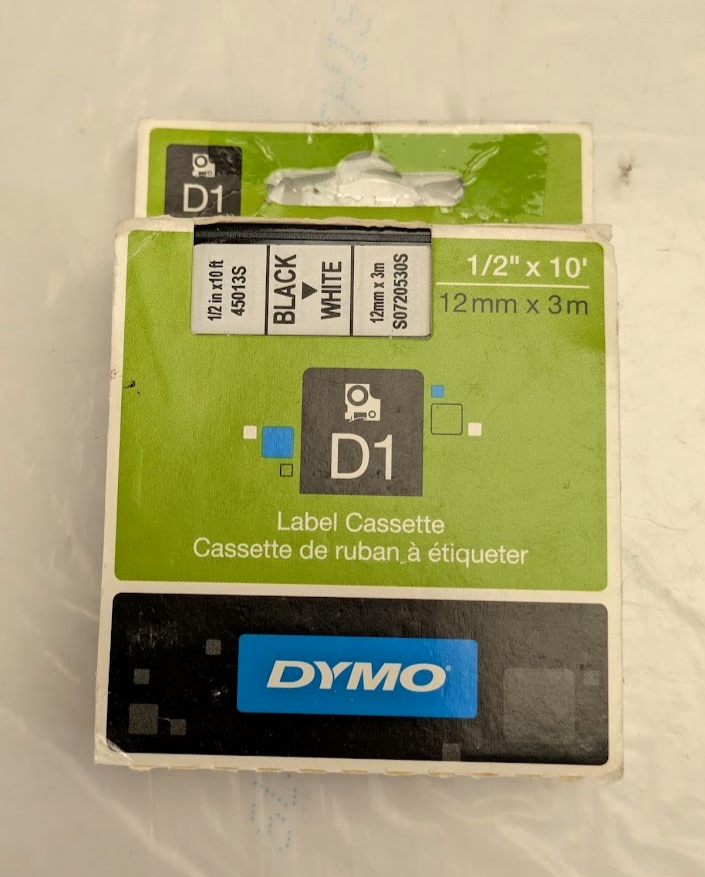 D1
1/2 in x10 ft
45013S
BLACK
WHITE
12mm x 3m
S0720530S
1/2" x 10'
12mm x 3m
D1
Label Cassette
Cassette de ruban à étiqueter
DYMO